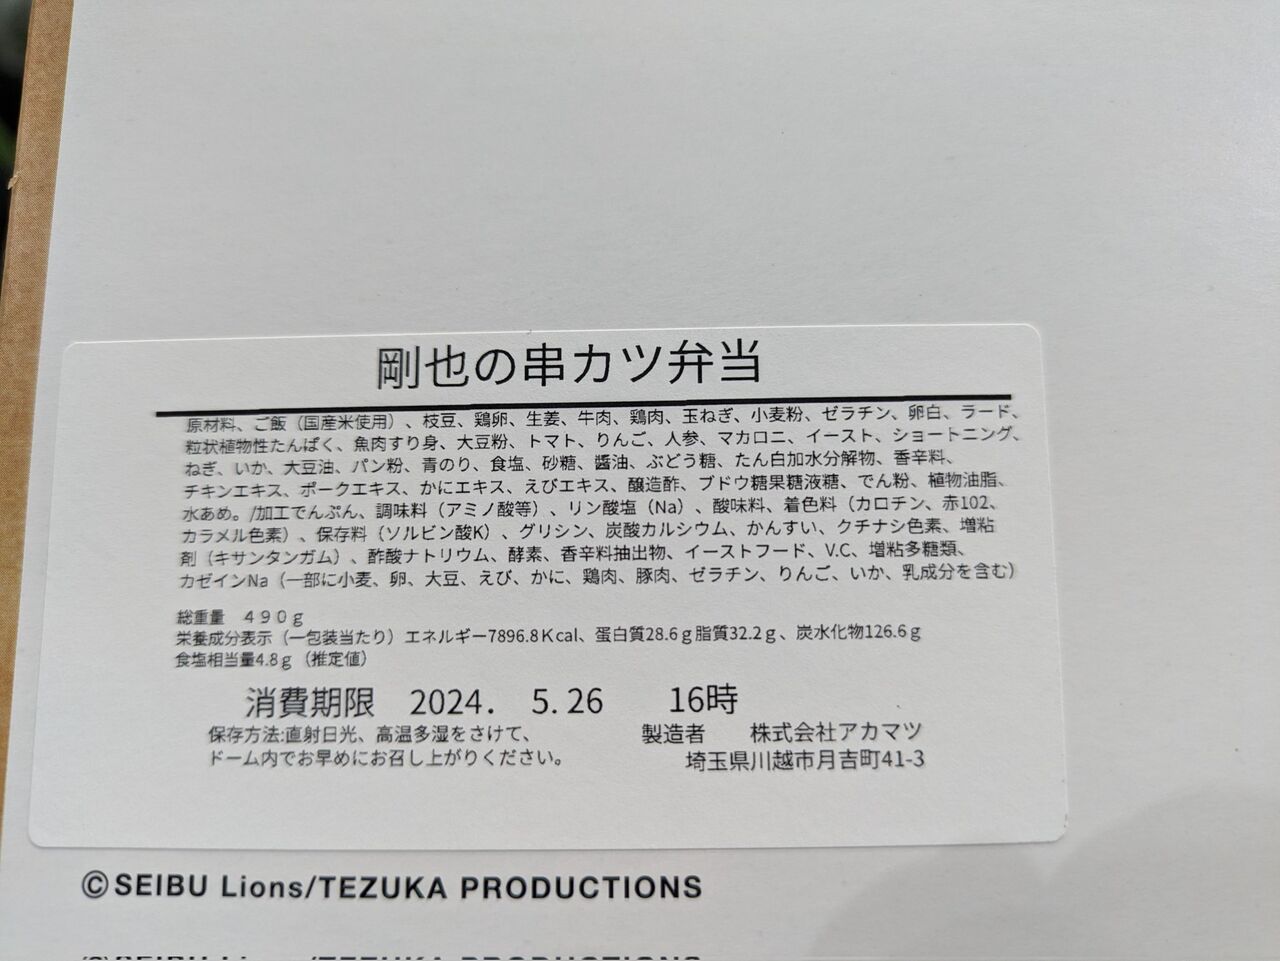 剛也の串カツ弁当
原材料、ご飯（国産米使用）、枝豆、鶏卵、生姜、牛肉、鶏肉、玉ねぎ、小麦粉、ゼラチン、卵白、ラード、
粒状植物性たんぱく、魚肉すり身、大豆粉、トマト、りんご、人参、マカロニ、イースト、ショートニング、
ねぎ、いか、大豆油、パン粉、青のり、食塩、砂糖、醬油、ぶどう糖、たん白加水分解物、香辛料、
チキンエキス、ポークエキス、かにエキス、えびエキス、醸造酢、ブドウ糖果糖液糖、でん粉、植物油脂、
水あめ。/加工でんぷん、調味料（アミノ酸等）、リン酸塩（Na）、酸味料、着色料（カロチン、赤102、
カラメル色素）、保存料（ソルビン酸K）、グリシン、炭酸カルシウム、かんすい、クチナシ色素、増粘
剤（キサンタンガム）、酢酸ナトリウム、酵素、香辛料抽出物、イーストフード、V.C、増粘多糖類、
カゼインNa（一部に小麦、卵、大豆、えび、かに、鶏肉、豚肉、ゼラチン、りんご、いか、乳成分を含む）
総重量　４９０ｇ
栄養成分表示（一包装当たり）エネルギー7896.8Kcal、蛋白質28.6ｇ脂質32.2ｇ、炭水化物126.6ｇ
食塩相当量4.8ｇ（推定値）
消費期限　2024.　5. 26　　16時
保存方法:直射日光、高温多湿をさけて、　製造者　株式会社アカマツ
ドーム内でお早めにお召し上がりください。　埼玉県川越市月吉町41-3
©SEIBU Lions/TEZUKA PRODUCTIONS
©SEIBU Lions/TEZUKA PRODUCTIONS